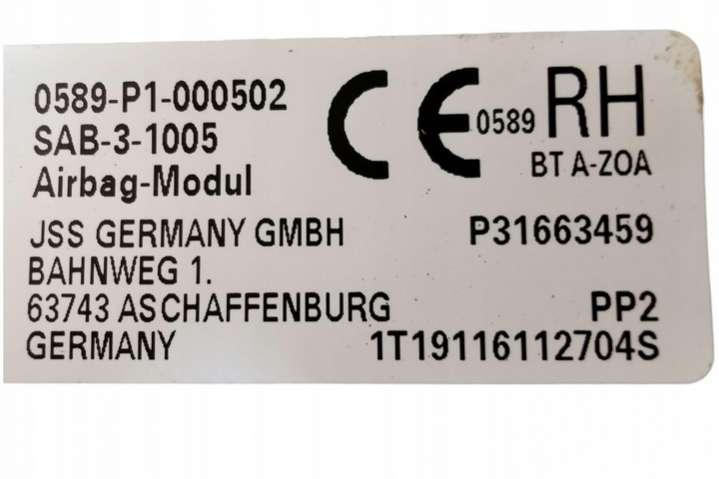 0589-P1-000502
SAB-3-1005
Airbag-Modul
CE 0589 RH
BT A-ZOA
JSS GERMANY GMBH P31663459
BAHNWEG 1.
63743 ASCHAFFENBURG PP2
GERMANY 1T19116112704S